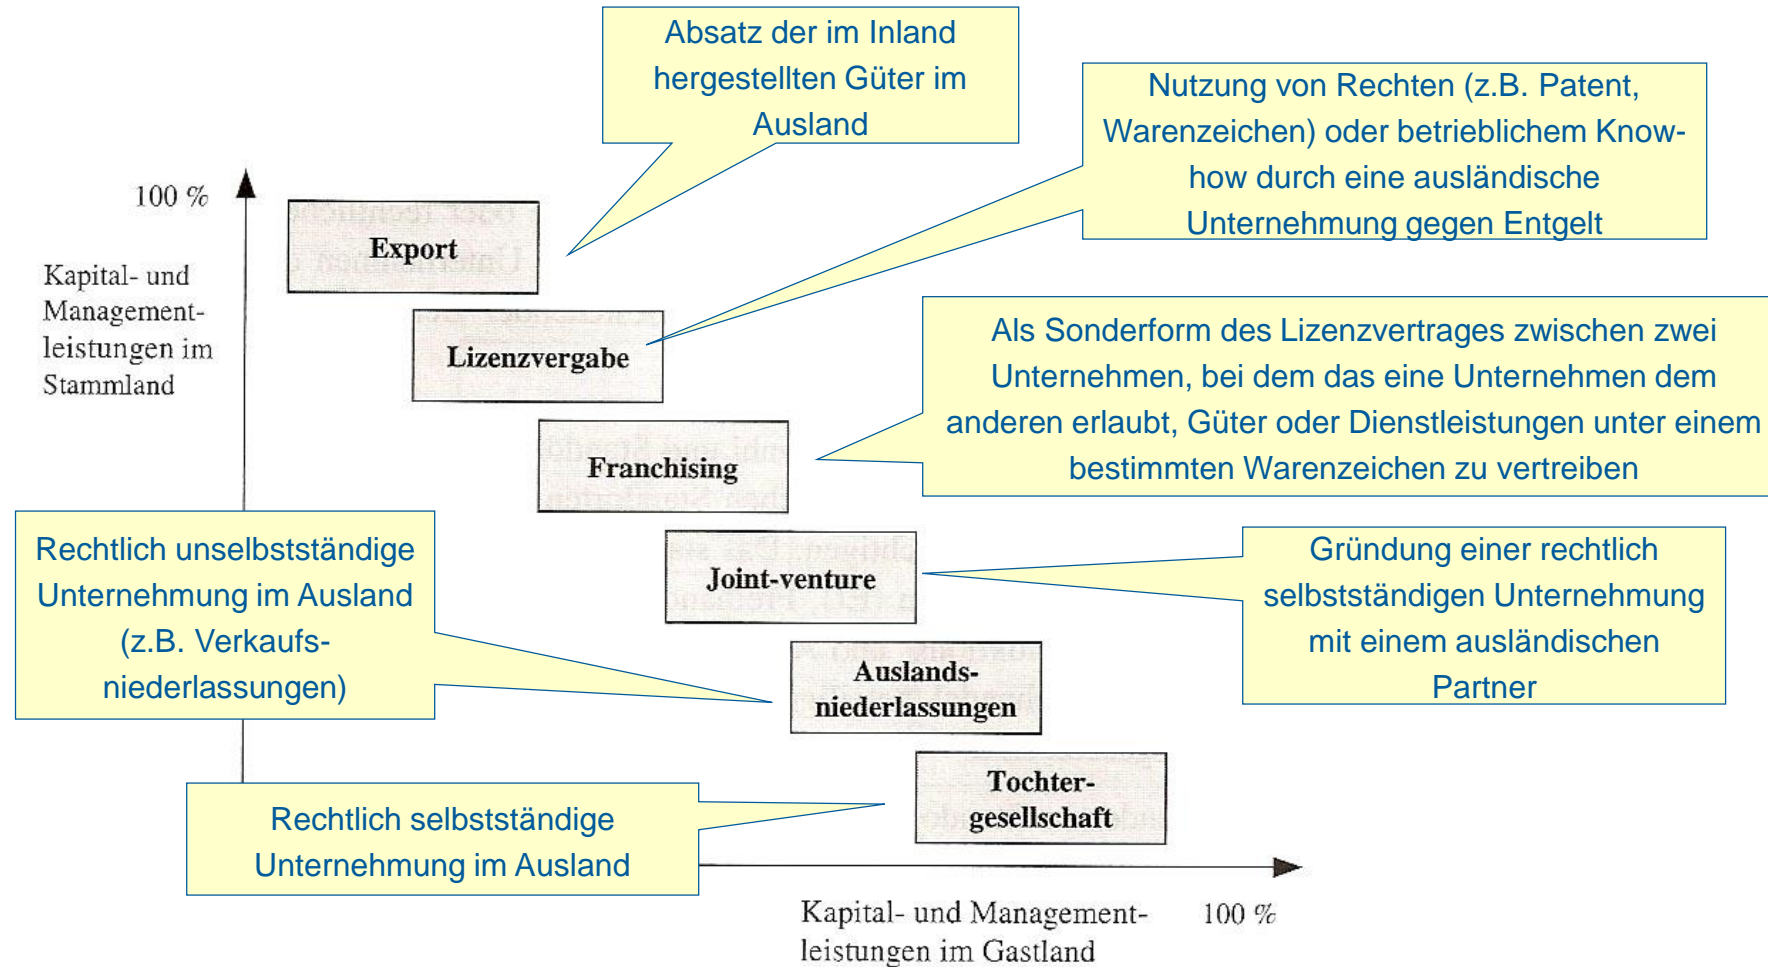 Absatz der im Inland
hergestellten Güter im
Ausland
Nutzung von Rechten (z.B. Patent,
Warenzeichen) oder betrieblichem Know-
how durch eine ausländische
Unternehmung gegen Entgelt
100 %
Export
Kapital- und
Management-
leistungen im
Stammland
Lizenzvergabe
Als Sonderform des Lizenzvertrages zwischen zwei
Unternehmen, bei dem das eine Unternehmen dem
anderen erlaubt, Güter oder Dienstleistungen unter einem
bestimmten Warenzeichen zu vertreiben
Franchising
Rechtlich unselbstständige
Unternehmung im Ausland
(z.B. Verkaufs-
niederlassungen)
Joint-venture
Gründung einer rechtlich
selbstständigen Unternehmung
mit einem ausländischen
Partner
Auslands-
niederlassungen
Tochter-
gesellschaft
Rechtlich selbstständige
Unternehmung im Ausland
Kapital- und Management-
leistungen im Gastland
100 %